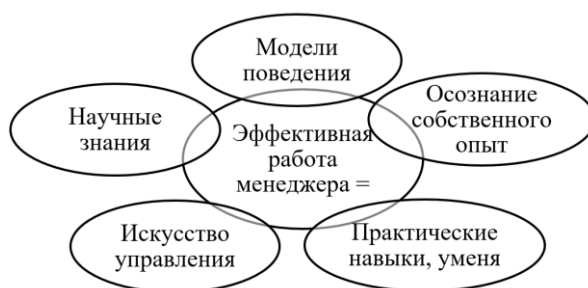 Модели
поведения
Научные
знания
Осознание
собственного
опыт
Эффективная
работа
менеджера =
Искусство
управления
Практические
навыки, уменя